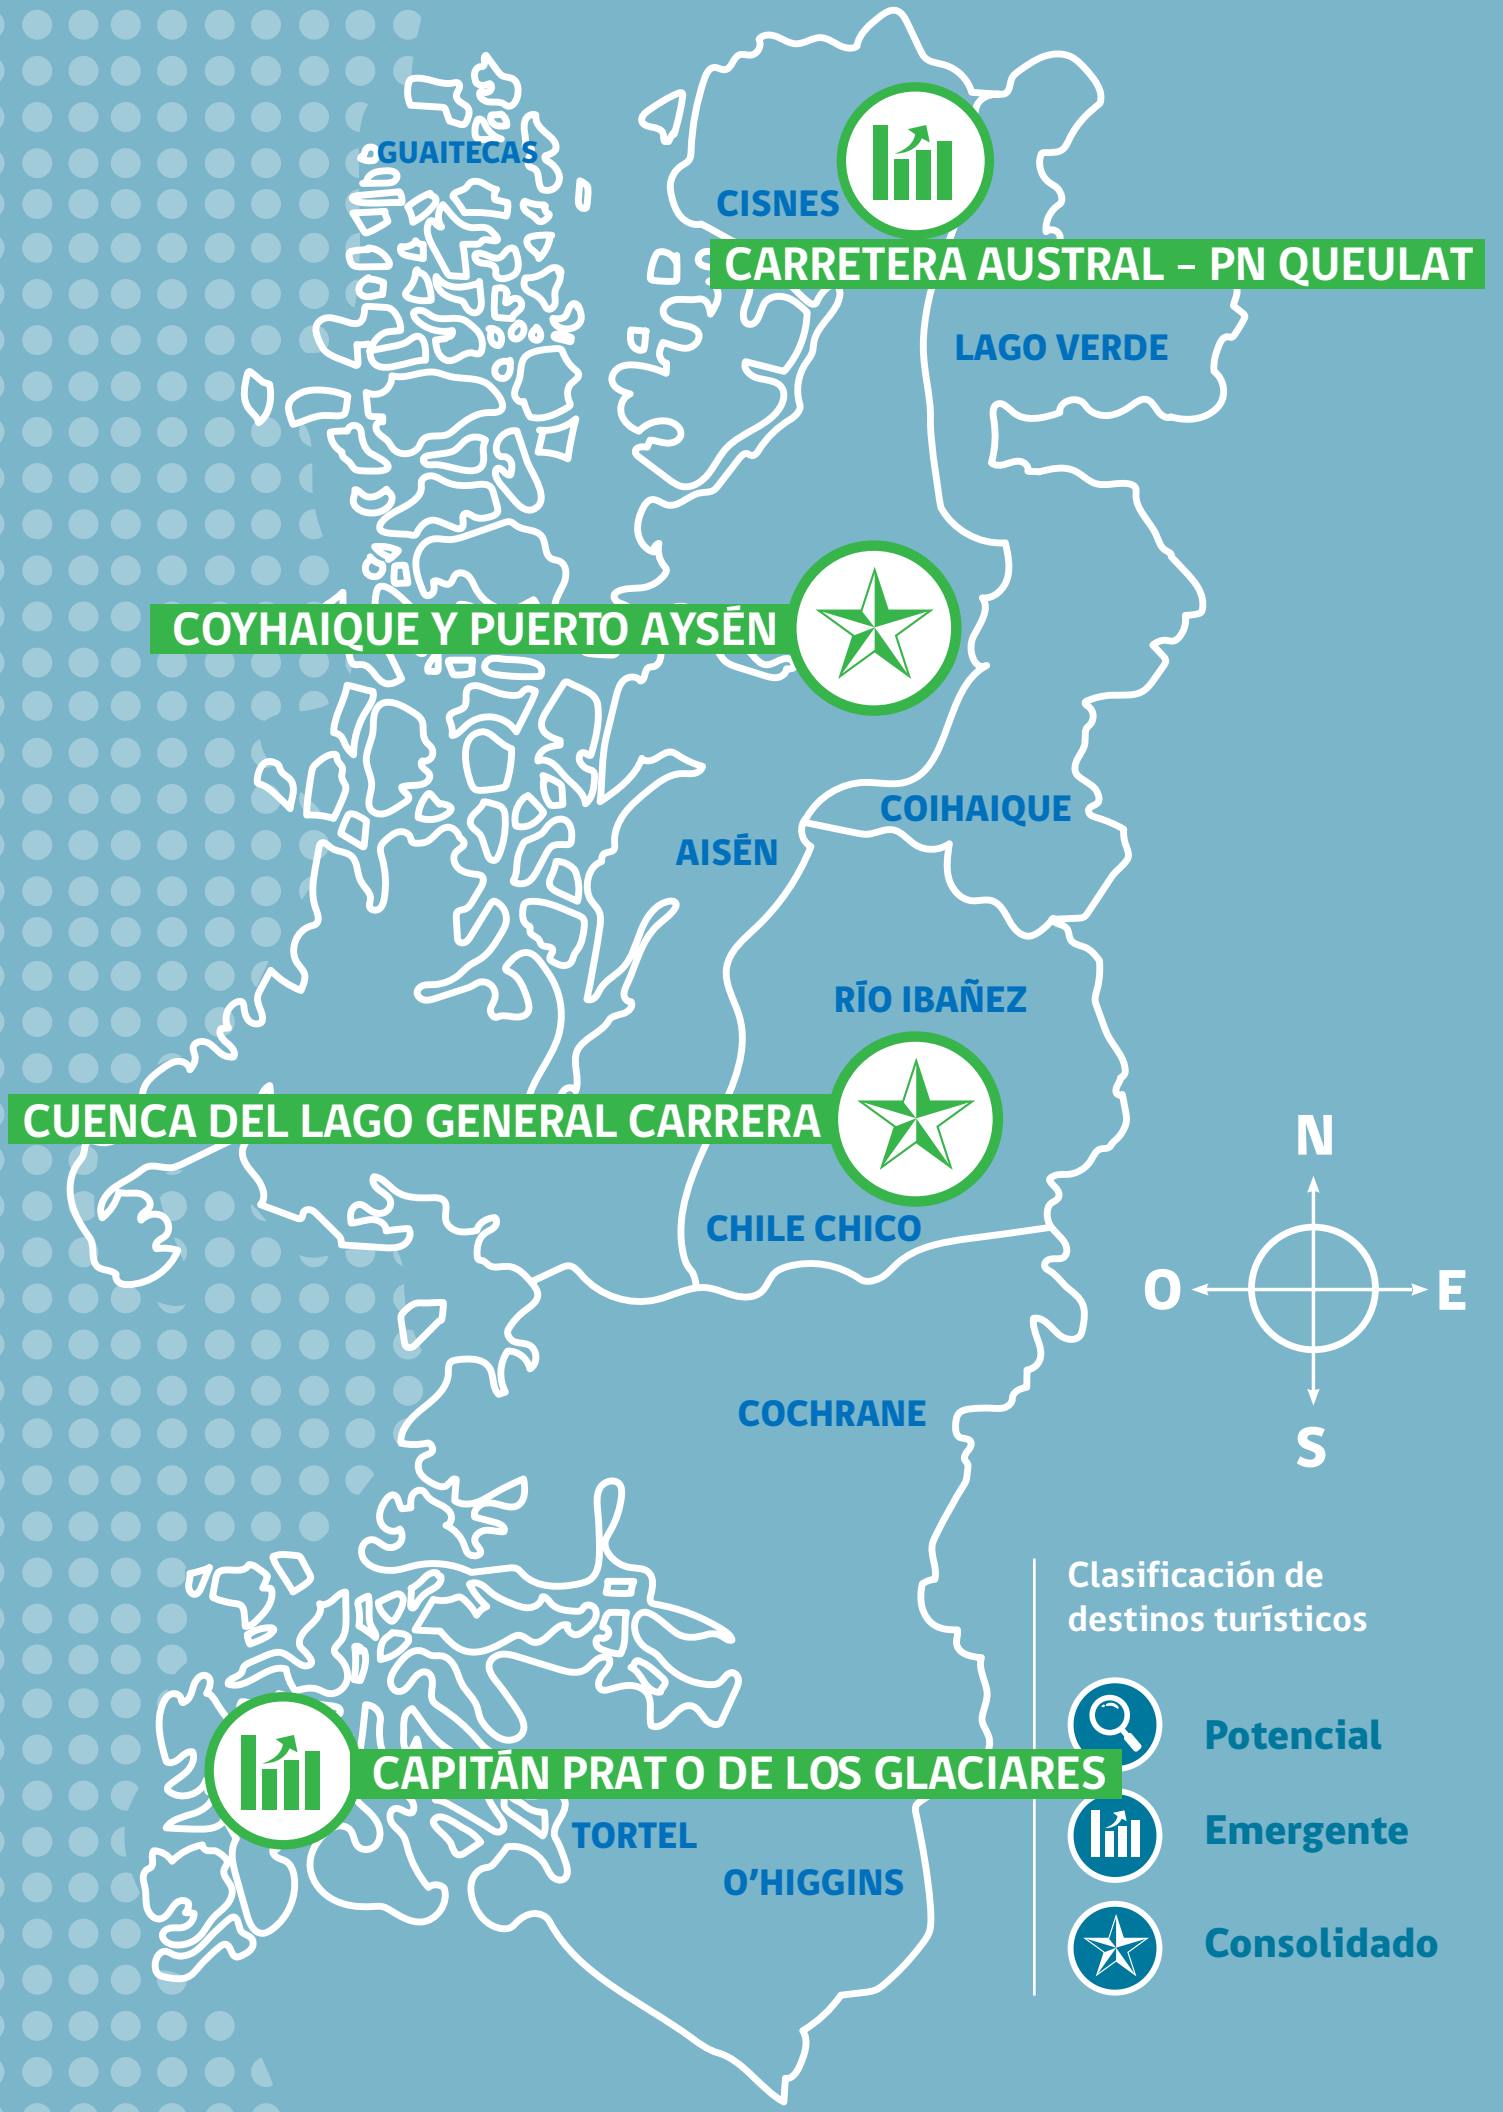 GUAITECAS
CISNES
CARRETERA AUSTRAL – PN QUEULAT
LAGO VERDE
COYHAIQUE Y PUERTO AYSÉN
COIHAIQUE
AISÉN
RÍO IBAÑEZ
CUENCA DEL LAGO GENERAL CARRERA
CHILE CHICO
N
O
E
S
COCHRANE
Clasificación de
destinos turísticos
Potencial
CAPITÁN PRAT O DE LOS GLACIARES
Emergente
TORTEL
O’HIGGINS
Consolidado